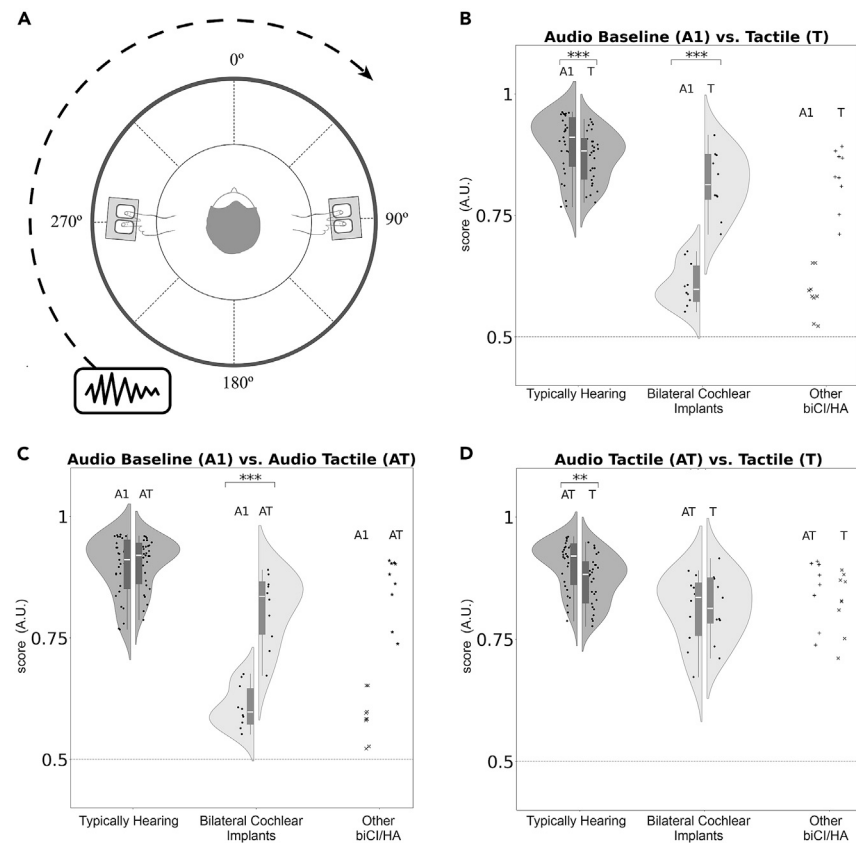 A
0º
270º
90º
180º
B
Audio Baseline (A1) vs. Tactile (T)
***
***
A1 T
A1 T
A1 T
1
0.75
0.5
score (A.U.)
Typically Hearing
Bilateral Cochlear
Implants
Other
biCI/HA
C
Audio Baseline (A1) vs. Audio Tactile (AT)
***
A1 AT
A1 AT
A1 AT
1
0.75
0.5
score (A.U.)
Typically Hearing
Bilateral Cochlear
Implants
Other
biCI/HA
D
Audio Tactile (AT) vs. Tactile (T)
**
AT T
AT T
AT T
1
0.75
0.5
score (A.U.)
Typically Hearing
Bilateral Cochlear
Implants
Other
biCI/HA